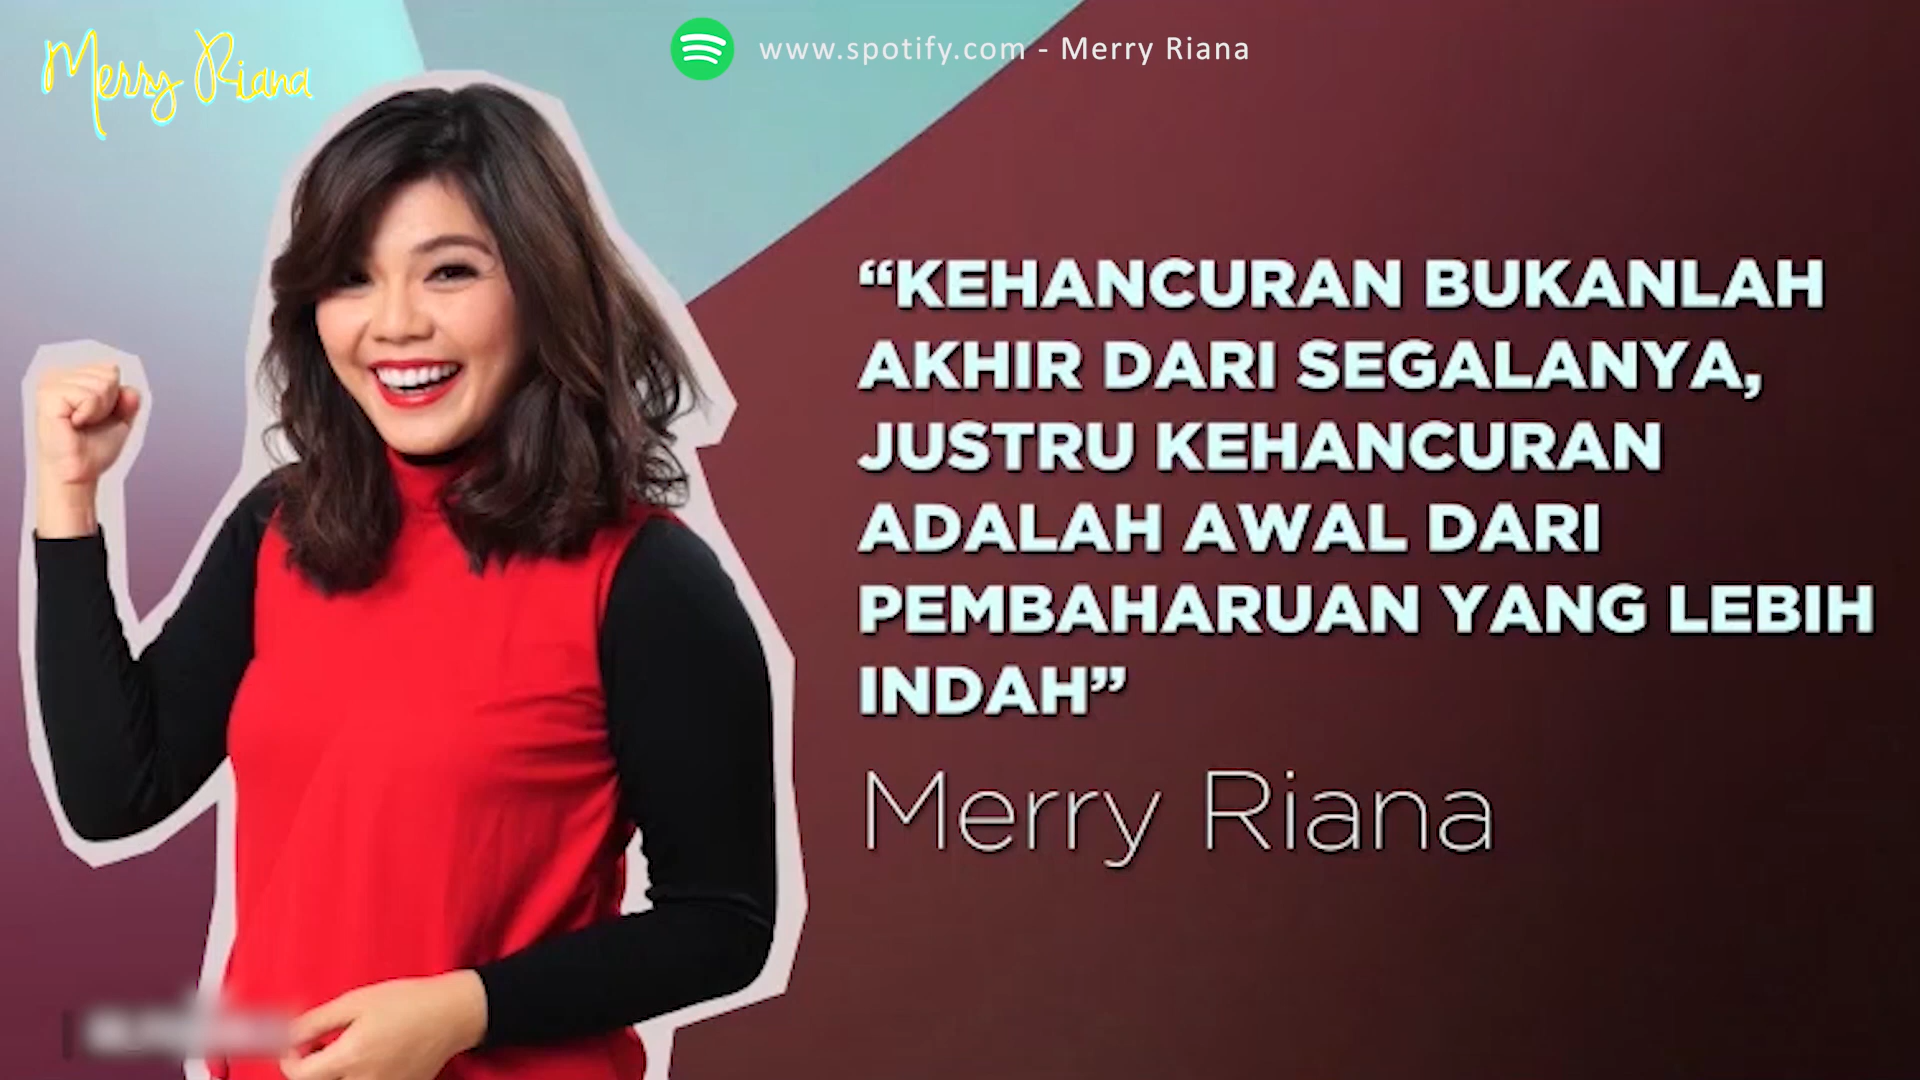 Merry Riana
www.spotify.com - Merry Riana
“KEHANCURAN BUKANLAH
AKHIR DARI SEGALANYA,
JUSTRU KEHANCURAN
ADALAH AWAL DARI
PEMBAHARUAN YANG LEBIH
INDAH”
Merry Riana